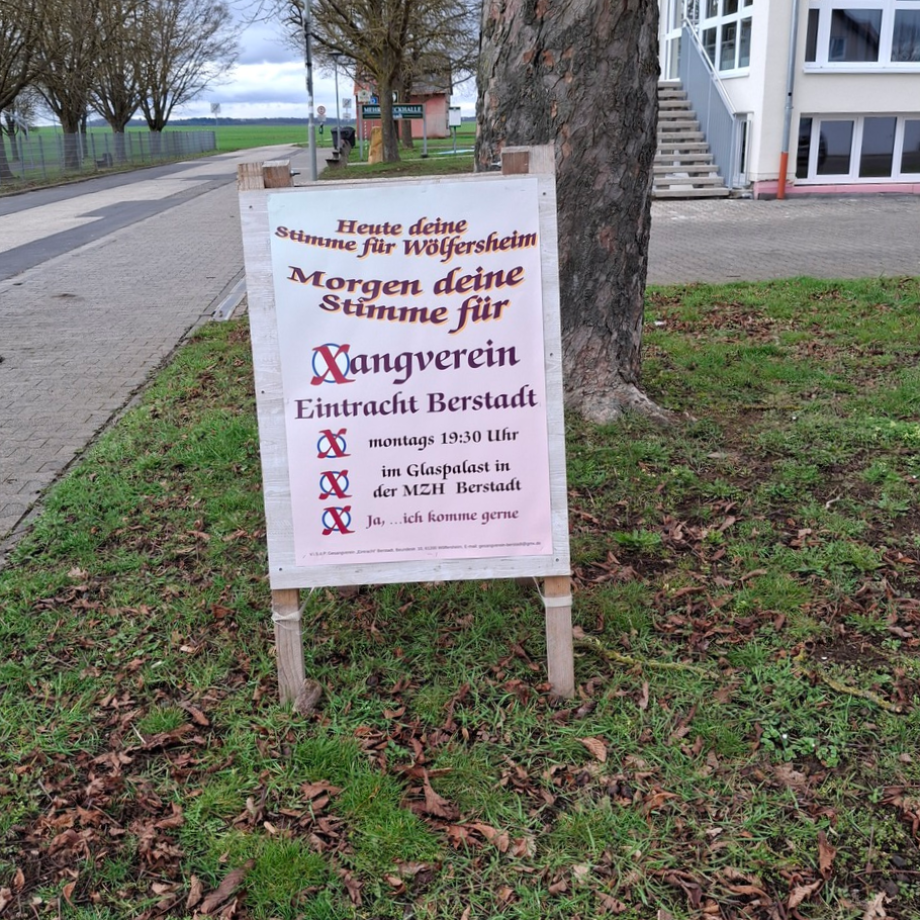 MEHRZWECKHALLE
Heute deine
Stimme für Wölfersheim
Morgen deine
Stimme für
Xangverein
Eintracht Berstadt
X montags 19:30 Uhr
X im Glaspalast in
der MZH Berstadt
X Ja, ...ich komme gerne